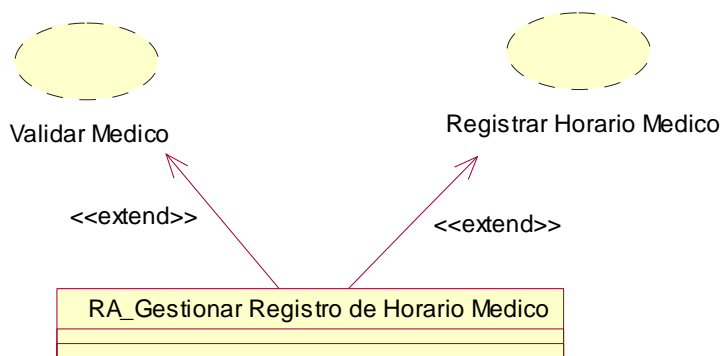 Validar Medico
Registrar Horario Medico
<<extend>>
<<extend>>
RA_Gestionar Registro de Horario Medico